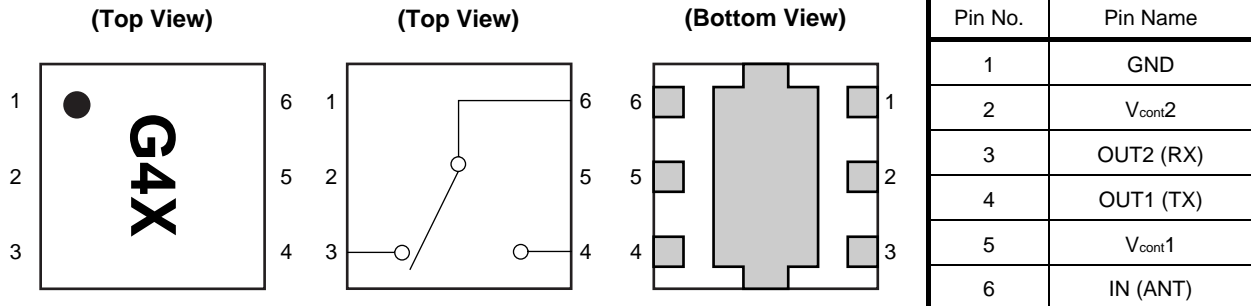 (Top View)
1
2
3
G4X
6
5
4
(Top View)
1
2
3
6
5
4
(Bottom View)
6
5
4
1
2
3
Pin No. Pin Name
1 GND
2 Vcont2
3 OUT2 (RX)
4 OUT1 (TX)
5 Vcont1
6 IN (ANT)